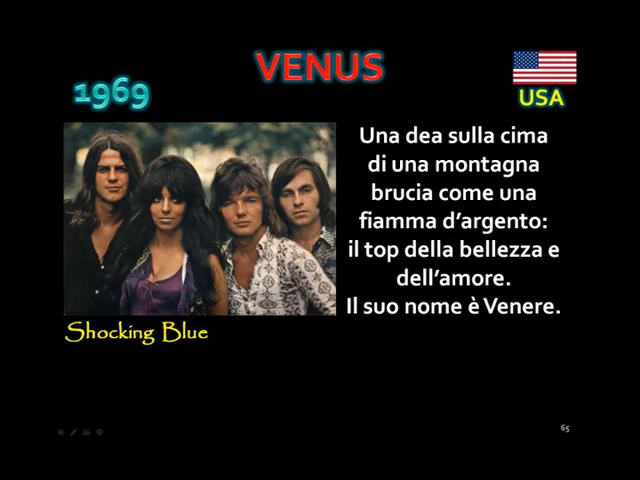 VENUS
1969
USA
Una dea sulla cima
di una montagna
brucia come una
fiamma d'argento:
il top della bellezza e
dell'amore.
Il suo nome è Venere.
Shocking Blue
65